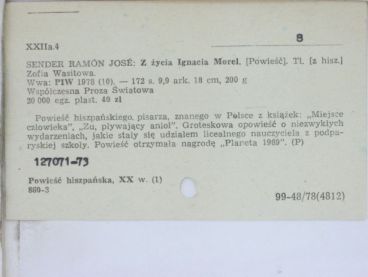 8
XXIIa.4
SENDER RAMÓN JOSÉ: Z życia Ignacia Morel. [Powieść]. Tł. [z hisz.]
Zofia Wasitowa.
Wwa: PIW 1978 (10). — 172 s. 9,9 ark. 18 cm, 200 g
Współczesna Proza Światowa
20 000 egz. plast. 40 zł
Powieść hiszpańskiego pisarza, znanego w Polsce z książek: „Miejsce
człowieka", „Zu, pływający anioł". Groteskowa opowieść o niezwykłych
wydarzeniach, jakie stały się udziałem licealnego nauczyciela z podpa-
ryskiej szkoły. Powieść otrzymała nagrodę „Planeta 1969". (P)
127071-73
Powieść hiszpańska, XX w. (1)
860-3
99-48/78(4812)